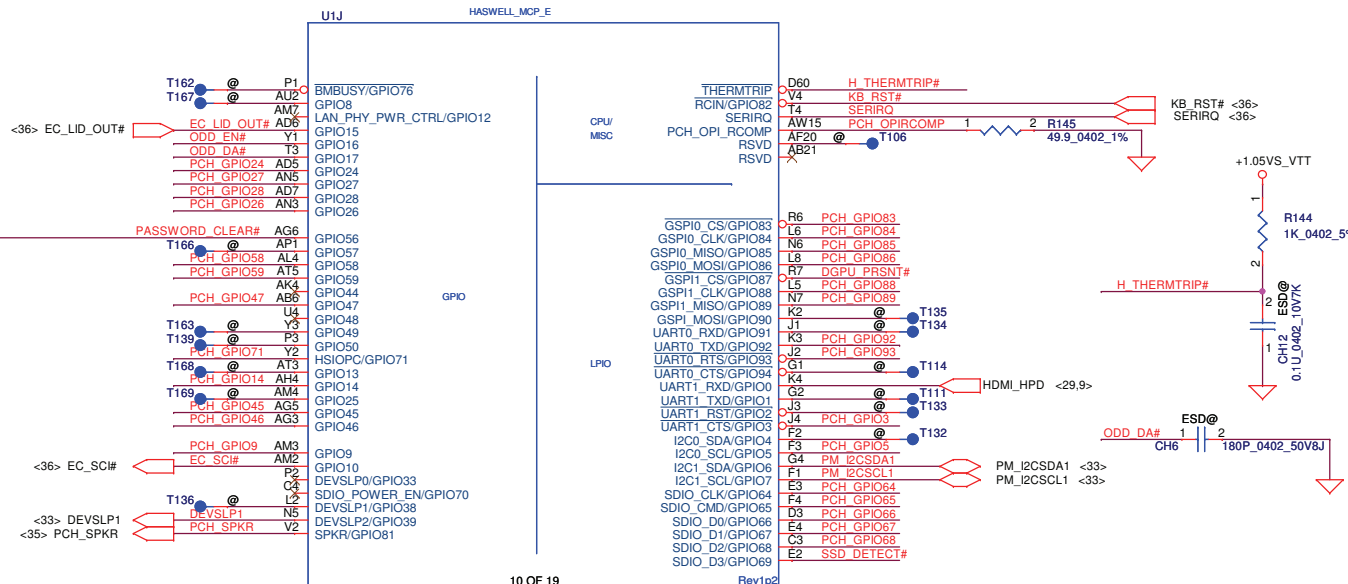 U1J
HASWELL_MCP_E
T162 @ P1 BMBUSY/GPIO76
T167 @ AU2 GPIO8
AM7 LAN_PHY_PWR_CTRL/GPIO12
<36> EC_LID_OUT# EC_LID_OUT# AD6 GPIO15
ODD_EN# Y1 GPIO16
ODD_DA# T3 GPIO17
PCH_GPIO24 AD5 GPIO24
PCH_GPIO27 AN5 GPIO27
PCH_GPIO28 AD7 GPIO28
PCH_GPIO26 AN3 GPIO26
PASSWORD_CLEAR# AG6 GPIO56
T166 @ AP1 GPIO57
PCH_GPIO58 AL4 GPIO58
PCH_GPIO59 AT5 GPIO59
AK4 GPIO44
PCH_GPIO47 AB6 GPIO47
U4 GPIO48
T163 @ Y3 GPIO49
T139 @ P3 GPIO50
PCH_GPIO71 Y2 HSIOPC/GPIO71
T168 @ AT3 GPIO13
PCH_GPIO14 AH4 GPIO14
T169 @ AM4 GPIO25
PCH_GPIO45 AG5 GPIO45
PCH_GPIO46 AG3 GPIO46
PCH_GPIO9 AM3 GPIO9
<36> EC_SCI# EC_SCI# AM2 GPIO10
P2 DEVSLP0/GPIO33
C4 SDIO_POWER_EN/GPIO70
T136 @ L2 DEVSLP1/GPIO38
<33> DEVSLP1 DEVSLP1 N5 DEVSLP2/GPIO39
<35> PCH_SPKR PCH_SPKR V2 SPKR/GPIO81
CPU/
MISC
GPIO
LPIO
THERMTRIP D60 H_THERMTRIP#
RCIN/GPIO82 V4 KB_RST# KB_RST# <36>
SERIRQ T4 SERIRQ SERIRQ <36>
PCH_OPI_RCOMP AW15 PCH_OPIRCOMP 1 2 R145
49.9_0402_1%
RSVD AF20 @ T106
RSVD AB21
GSPI0_CS/GPIO83 R6 PCH_GPIO83
GSPI0_CLK/GPIO84 L6 PCH_GPIO84
GSPI0_MISO/GPIO85 N6 PCH_GPIO85
GSPI0_MOSI/GPIO86 L8 PCH_GPIO86
GSPI1_CS/GPIO87 R7 DGPU_PRSNT#
GSPI1_CLK/GPIO88 L5 PCH_GPIO88
GSPI1_MISO/GPIO89 N7 PCH_GPIO89
GSPI_MOSI/GPIO90 K2 @ T135
UART0_RXD/GPIO91 J1 @ T134
UART0_TXD/GPIO92 K3 PCH_GPIO92
UART0_RTS/GPIO93 J2 PCH_GPIO93
UART0_CTS/GPIO94 G1 @ T114
UART1_RXD/GPIO0 K4 HDMI_HPD <29,9>
UART1_TXD/GPIO1 G2 @ T111
UART1_RST/GPIO2 J3 @ T133
UART1_CTS/GPIO3 J4 PCH_GPIO3
I2C0_SDA/GPIO4 F2 @ T132
I2C0_SCL/GPIO5 F3 PCH_GPIO5
I2C1_SDA/GPIO6 G4 PM_I2CSDA1 PM_I2CSDA1 <33>
I2C1_SCL/GPIO7 F1 PM_I2CSCL1 PM_I2CSCL1 <33>
SDIO_CLK/GPIO64 E3 PCH_GPIO64
SDIO_CMD/GPIO65 F4 PCH_GPIO65
SDIO_D0/GPIO66 D3 PCH_GPIO66
SDIO_D1/GPIO67 E4 PCH_GPIO67
SDIO_D2/GPIO68 C3 PCH_GPIO68
SDIO_D3/GPIO69 E2 SSD_DETECT#
10 OF 19
Rev1p2
+1.05VS_VTT
1
R144
1K_0402_5%
2
H_THERMTRIP#
2
ESD@
1
CH12
0.1U_0402_10V7K
ESD@
ODD_DA# 1 2
CH6 180P_0402_50V8J